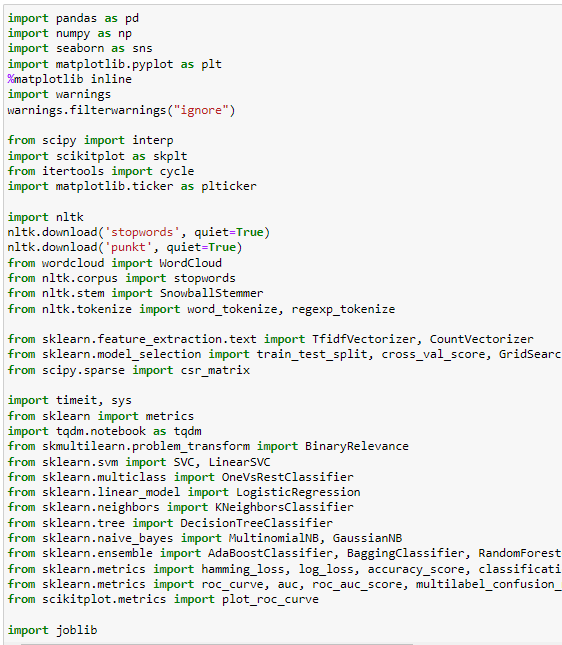 import pandas as pd
import numpy as np
import seaborn as sns
import matplotlib.pyplot as plt
%matplotlib inline
import warnings
warnings.filterwarnings("ignore")
from scipy import interp
import scikitplot as skplt
from itertools import cycle
import matplotlib.ticker as plticker
import nltk
nltk.download('stopwords', quiet=True)
nltk.download('punkt', quiet=True)
from wordcloud import WordCloud
from nltk.corpus import stopwords
from nltk.stem import SnowballStemmer
from nltk.tokenize import word_tokenize, regexp_tokenize
from sklearn.feature_extraction.text import TfidfVectorizer, CountVectorizer
from sklearn.model_selection import train_test_split, cross_val_score, GridSearc
from scipy.sparse import csr_matrix
import timeit, sys
from sklearn import metrics
import tqdm.notebook as tqdm
from skmultilearn.problem_transform import BinaryRelevance
from sklearn.svm import SVC, LinearSVC
from sklearn.multiclass import OneVsRestClassifier
from sklearn.linear_model import LogisticRegression
from sklearn.neighbors import KNeighborsClassifier
from sklearn.tree import DecisionTreeClassifier
from sklearn.naive_bayes import MultinomialNB, GaussianNB
from sklearn.ensemble import AdaBoostClassifier, BaggingClassifier, RandomForest
from sklearn.metrics import hamming_loss, log_loss, accuracy_score, classificati
from sklearn.metrics import roc_curve, auc, roc_auc_score, multilabel_confusion_
from scikitplot.metrics import plot_roc_curve
import joblib